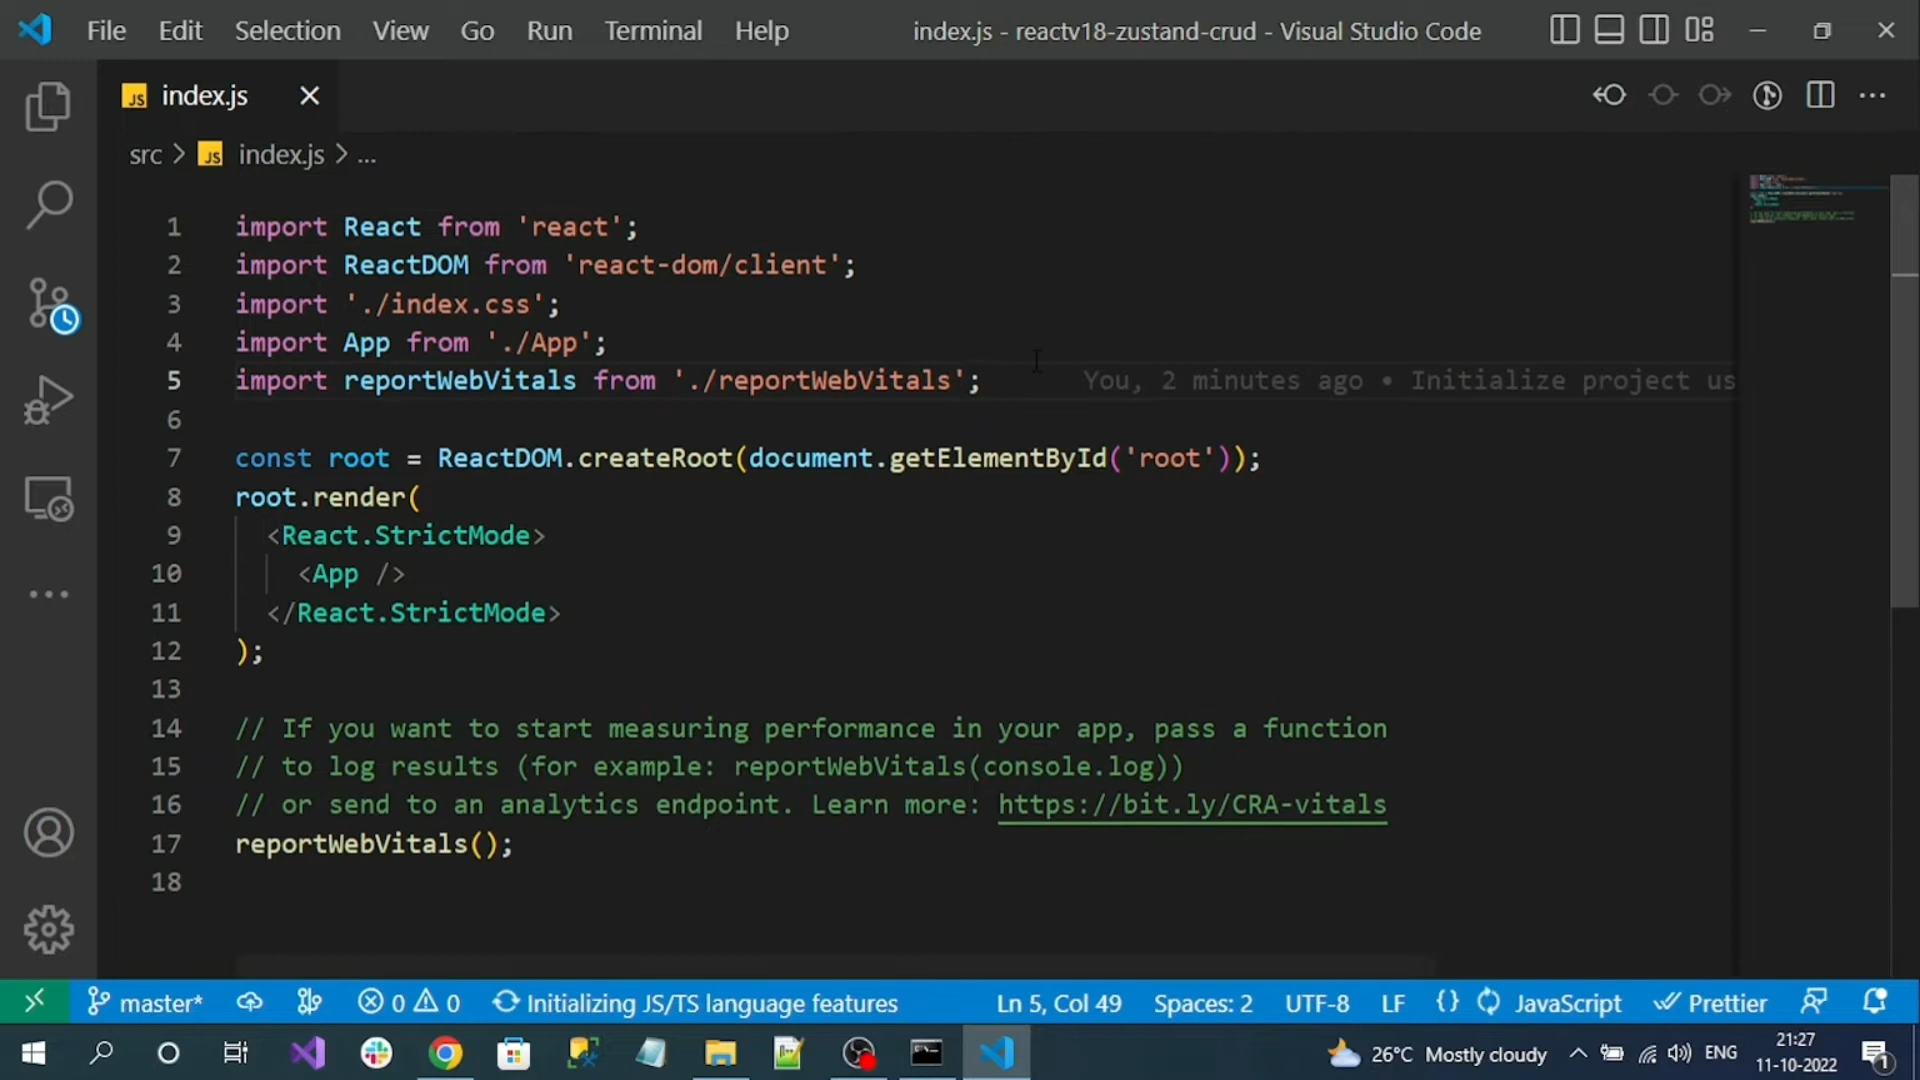 File Edit Selection View Go Run Terminal Help index.js - reactv18-zustand-crud - Visual Studio Code
JS index.js
src > JS index.js > ...
1 import React from 'react';
2 import ReactDOM from 'react-dom/client';
3 import './index.css';
4 import App from './App';
5 import reportWebVitals from './reportWebVitals'; You, 2 minutes ago • Initialize project us
6
7 const root = ReactDOM.createRoot(document.getElementById('root'));
8 root.render(
9 <React.StrictMode>
10 <App />
11 </React.StrictMode>
12 );
13
14 // If you want to start measuring performance in your app, pass a function
15 // to log results (for example: reportWebVitals(console.log))
16 // or send to an analytics endpoint. Learn more: https://bit.ly/CRA-vitals
17 reportWebVitals();
18
master* 0 0 Initializing JS/TS language features Ln 5, Col 49 Spaces: 2 UTF-8 LF {} JavaScript Prettier
26°C Mostly cloudy ENG 21:27
11-10-2022 1